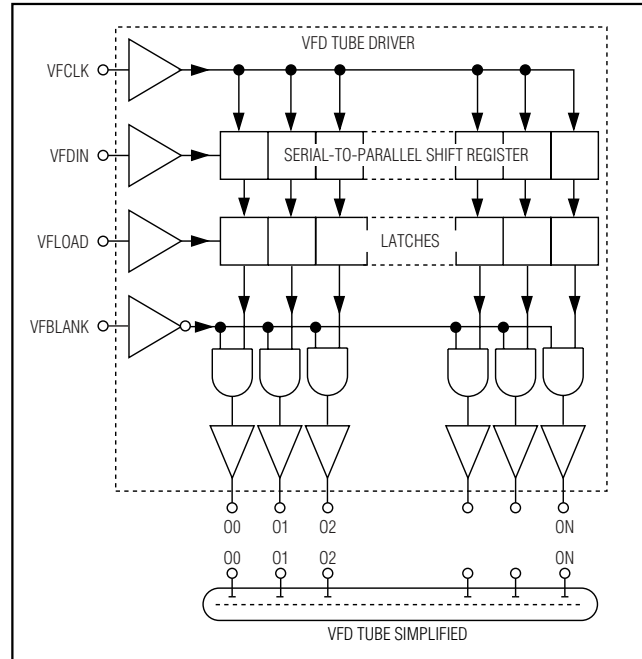 VFD TUBE DRIVER
VFCLK
VFDIN
SERIAL-TO-PARALLEL SHIFT REGISTER
VFLOAD
LATCHES
VFBLANK
O0 O1 O2 ON
O0 O1 O2 ON
VFD TUBE SIMPLIFIED